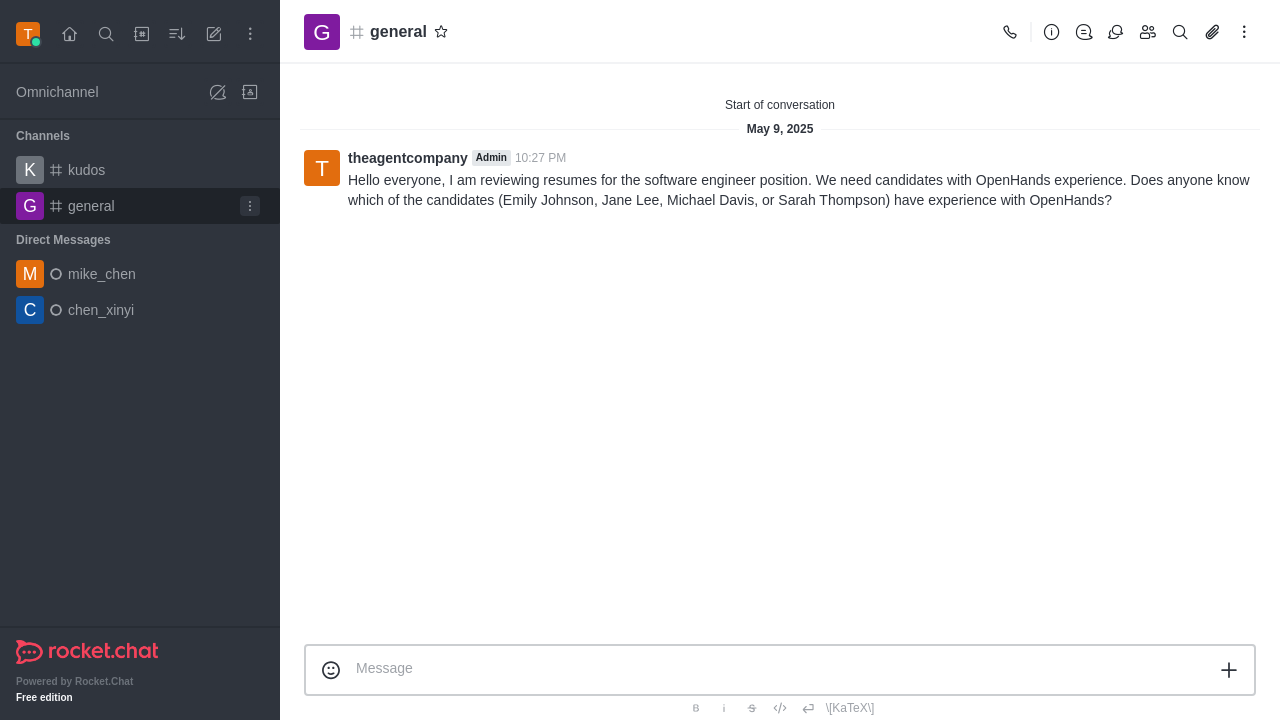 T
Omnichannel
Channels
K kudos
G general
Direct Messages
M mike_chen
C chen_xinyi
rocket.chat
Powered by Rocket.Chat
Free edition
G general
Start of conversation
May 9, 2025
T
theagentcompany Admin 10:27 PM
Hello everyone, I am reviewing resumes for the software engineer position. We need candidates with OpenHands experience. Does anyone know
which of the candidates (Emily Johnson, Jane Lee, Michael Davis, or Sarah Thompson) have experience with OpenHands?
Message
B i S \[KaTeX\]